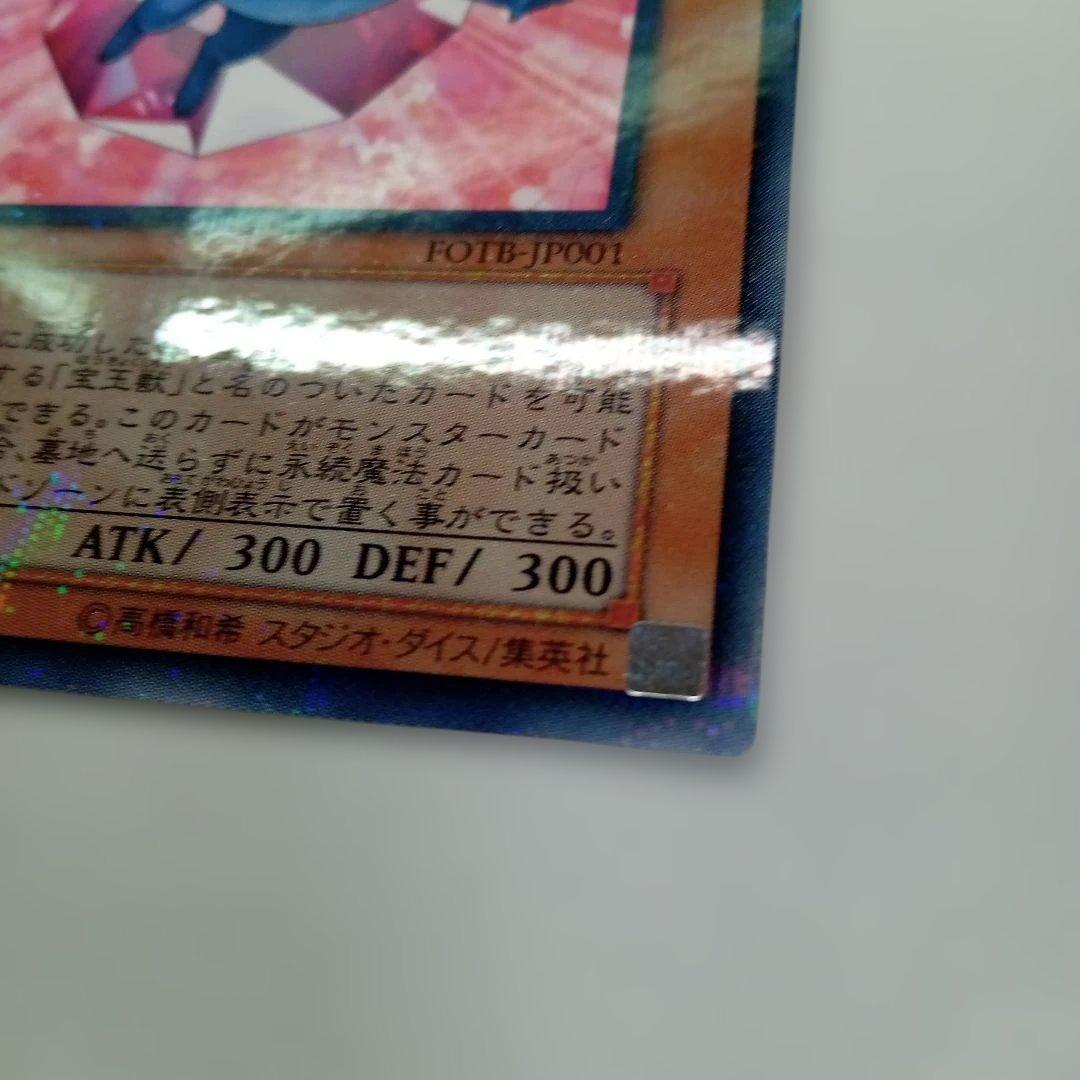 FOTB-JP001
に成功した
する「宝玉獣」と名のついたカードを可能
できる。このカードがモンスターカード
、墓地へ送らずに永続魔法カード扱い
ゾーンに表側表示で置く事ができる。
ATK/ 300 DEF/ 300
©高橋和希 スタジオ・ダイス/集英社